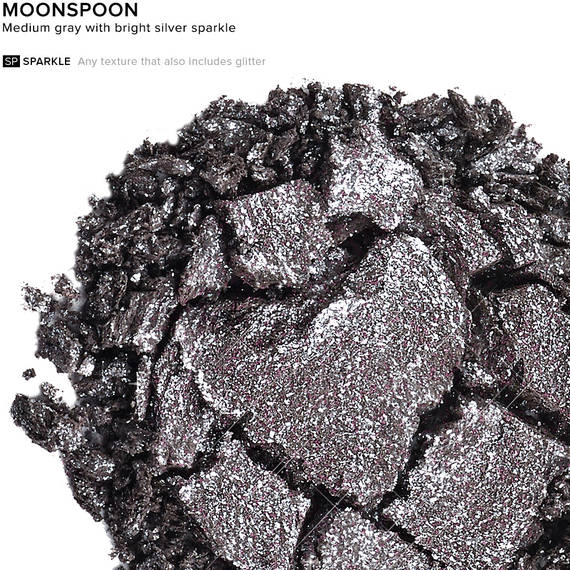 MOONSPOON
Medium gray with bright silver sparkle
SP SPARKLE Any texture that also includes glitter